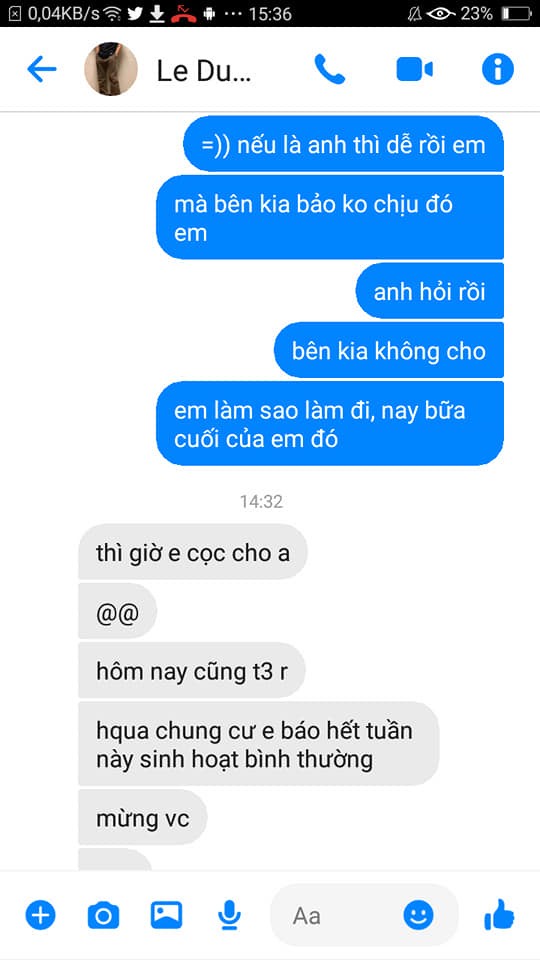 0,04KB/s ... 15:36 23%
Le Du...
=)) nếu là anh thì dễ rồi em
mà bên kia bảo ko chịu đó
em
anh hỏi rồi
bên kia không cho
em làm sao làm đi, nay bữa
cuối của em đó
14:32
thì giờ e cọc cho a
@@
hôm nay cũng t3 r
hqua chung cư e báo hết tuần
này sinh hoạt bình thường
mừng vc
Aa